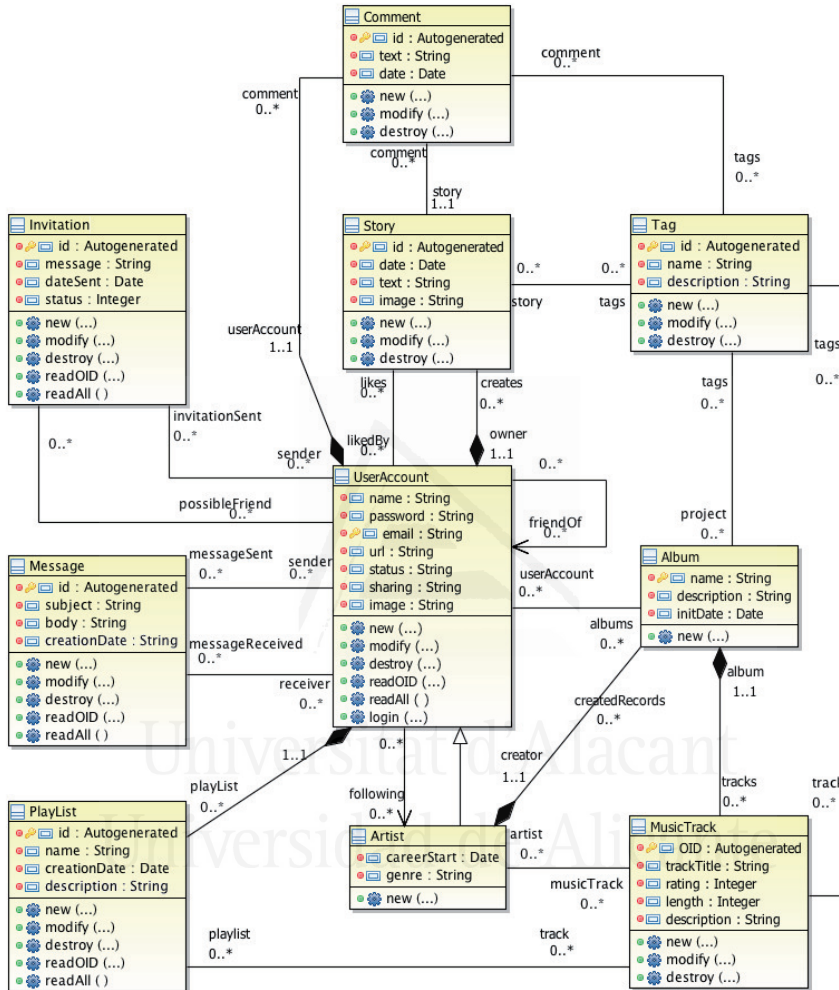 Comment
id : Autogenerated
text : String
date : Date
new (...)
modify (...)
destroy (...)
comment
0..*
comment
0..*
comment
0..*
story
1..1
tags
0..*
Invitation
id : Autogenerated
message : String
dateSent : Date
status : Integer
new (...)
modify (...)
destroy (...)
readOID (...)
readAll ( )
Story
id : Autogenerated
date : Date
text : String
image : String
new (...)
modify (...)
destroy (...)
Tag
id : Autogenerated
name : String
description : String
new (...)
modify (...)
destroy (...)
0..*
story
0..*
tags
tags
0..*
userAccount
1..1
likes
0..*
creates
0..*
tags
0..*
invitationSent
0..*
0..*
sender
0..*
likedBy
0..*
owner
1..1
possibleFriend
0..*
UserAccount
name : String
password : String
email : String
url : String
status : String
sharing : String
image : String
new (...)
modify (...)
destroy (...)
readOID (...)
readAll ( )
login (...)
0..*
friendOf
0..*
project
0..*
Message
id : Autogenerated
subject : String
body : String
creationDate : String
new (...)
modify (...)
destroy (...)
readOID (...)
readAll ( )
messageSent
0..*
sender
0..*
messageReceived
0..*
receiver
0..*
userAccount
0..*
albums
0..*
Album
name : String
description : String
initDate : Date
new (...)
album
1..1
createdRecords
0..*
creator
1..1
Universitat d'Alacant
Universidad de Alicante
1..1
playList
0..*
0..*
following
0..*
tracks
0..*
track
PlayList
id : Autogenerated
name : String
creationDate : Date
description : String
new (...)
modify (...)
destroy (...)
readOID (...)
readAll ( )
Artist
careerStart : Date
genre : String
new (...)
artist
0..*
musicTrack
0..*
MusicTrack
OID : Autogenerated
trackTitle : String
rating : Integer
length : Integer
description : String
new (...)
modify (...)
destroy (...)
playlist
0..*
track
0..*